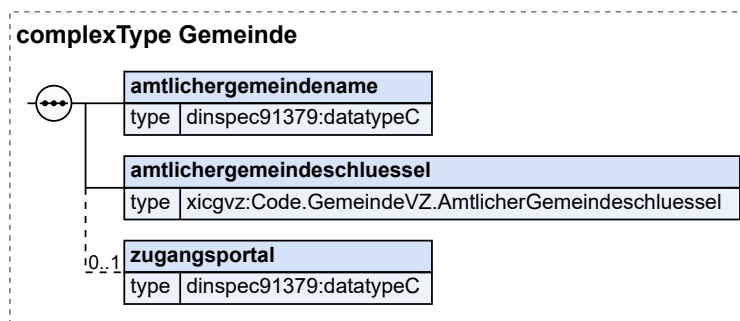 complexType Gemeinde
amtlichergemeindename
type dinspec91379:datatypeC
amtlichergemeindeschluessel
type xicgvz:Code.GemeindeVZ.AmtlicherGemeindeschluessel
0..1 zugangsportal
type dinspec91379:datatypeC